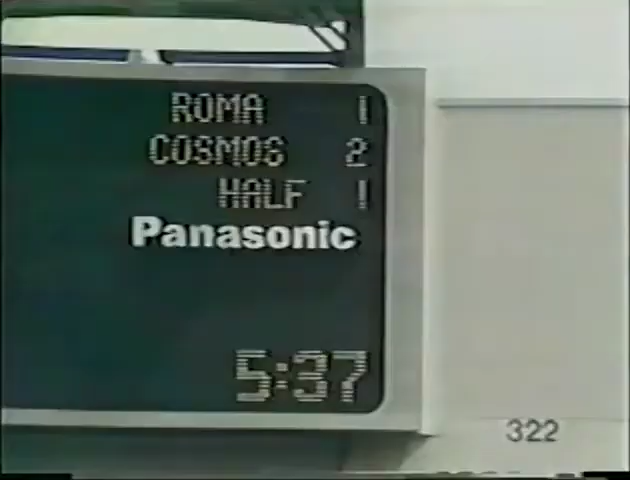 ROMA 1
COSMOS 2
HALF 1
Panasonic
5:37
322